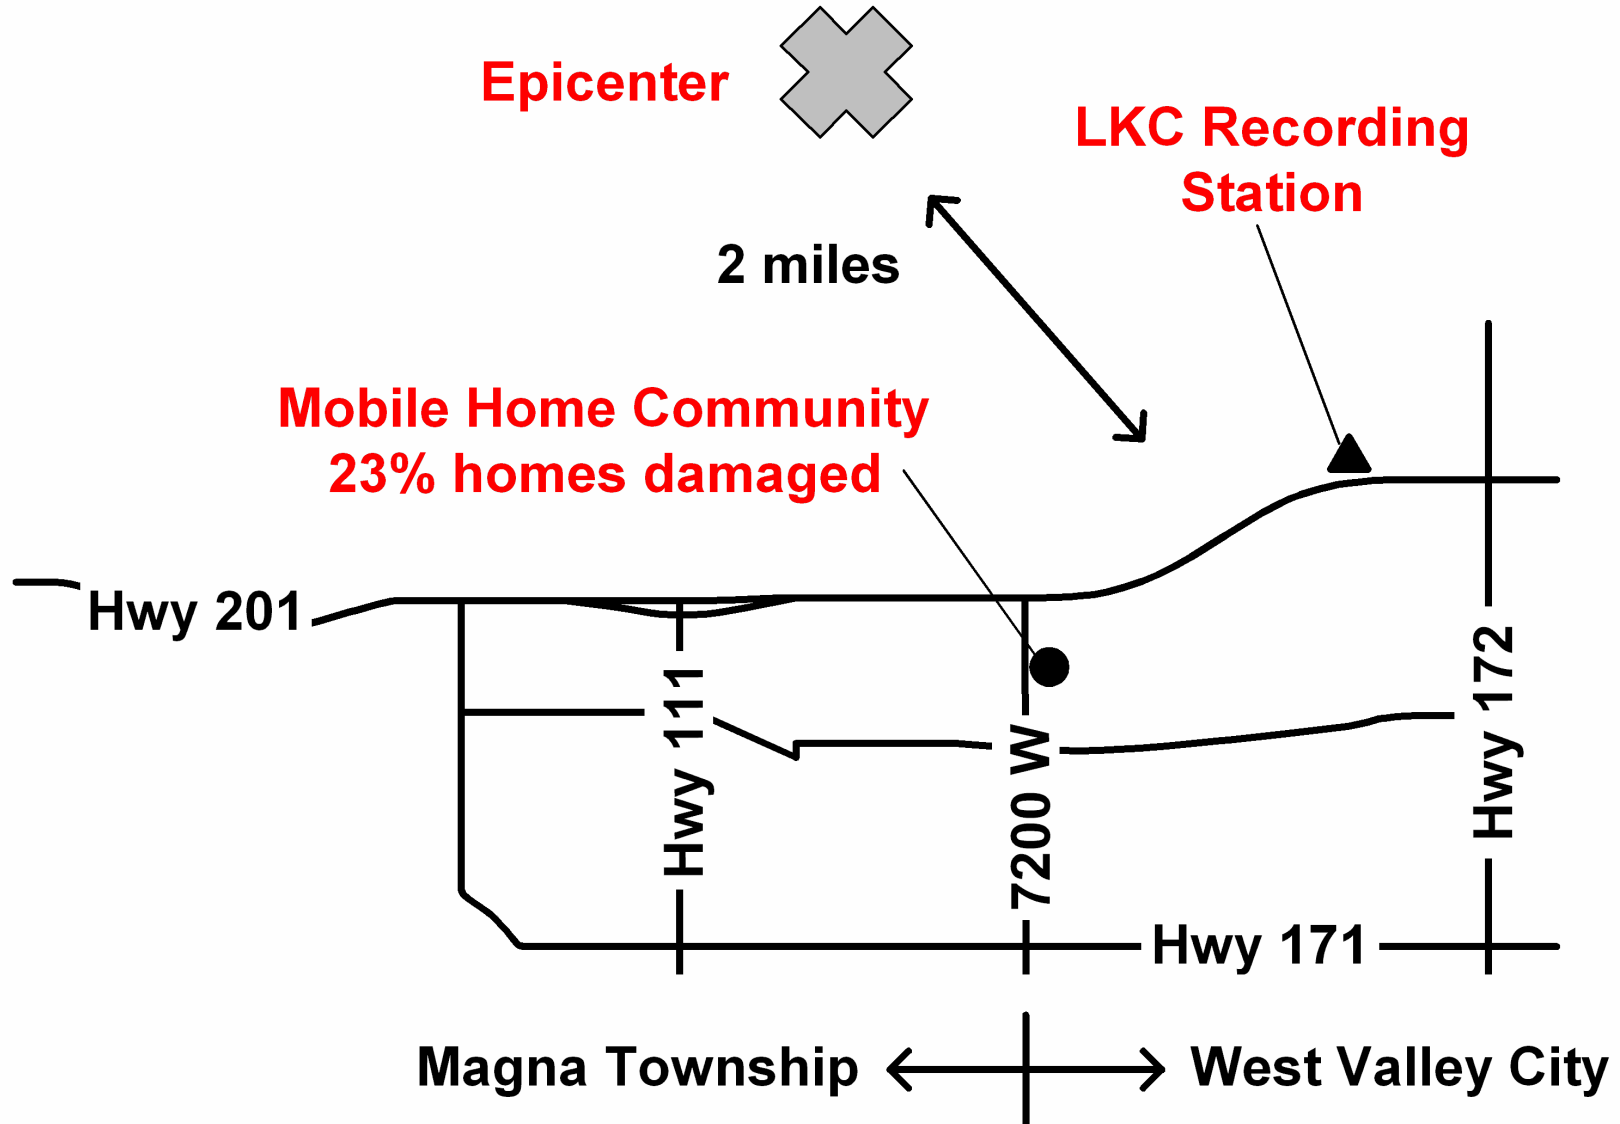 Epicenter
LKC Recording
Station
2 miles
Mobile Home Community
23% homes damaged
Hwy 201
Hwy 111
7200 W
Hwy 172
Hwy 171
Magna Township
West Valley City